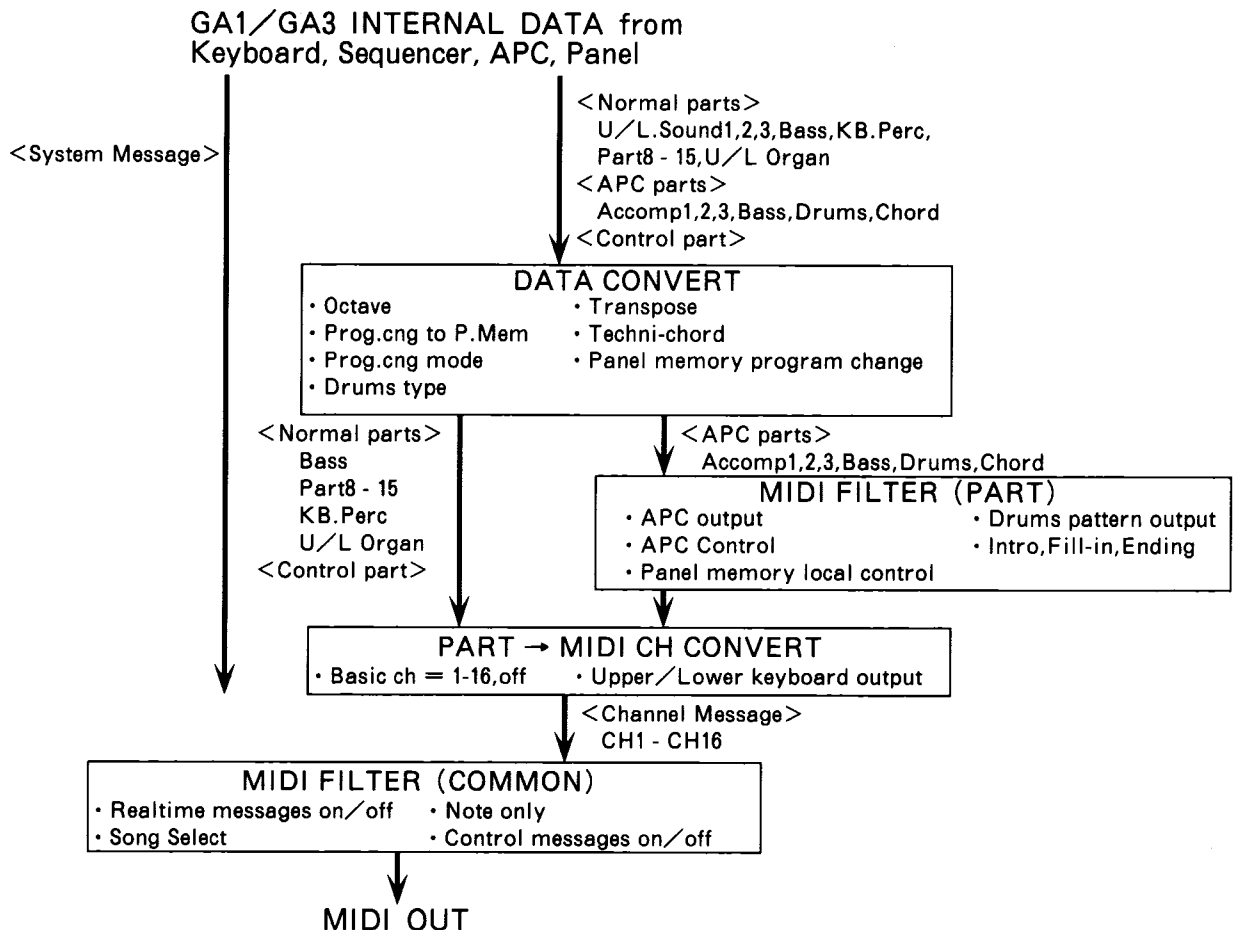 GA1／GA3 INTERNAL DATA from
Keyboard, Sequencer, APC, Panel
<System Message>
<Normal parts>
U／L.Sound1,2,3,Bass,KB.Perc,
Part8 - 15,U／L Organ
<APC parts>
Accomp1,2,3,Bass,Drums,Chord
<Control part>
DATA CONVERT
・Octave
・Prog.cng to P.Mem
・Prog.cng mode
・Drums type
・Transpose
・Techni-chord
・Panel memory program change
<Normal parts>
Bass
Part8 - 15
KB.Perc
U／L Organ
<Control part>
<APC parts>
Accomp1,2,3,Bass,Drums,Chord
MIDI FILTER (PART)
・APC output
・APC Control
・Panel memory local control
・Drums pattern output
・Intro,Fill-in,Ending
PART → MIDI CH CONVERT
・Basic ch = 1-16,off
・Upper／Lower keyboard output
<Channel Message>
CH1 - CH16
MIDI FILTER (COMMON)
・Realtime messages on／off
・Song Select
・Note only
・Control messages on／off
MIDI OUT